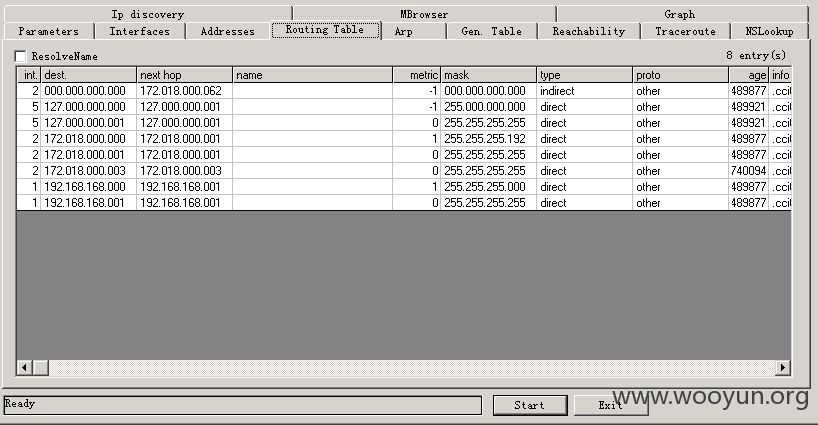 Ip discovery MBrowser Graph
Parameters Interfaces Addresses Routing Table Arp Gen. Table Reachability Traceroute NSLookup
ResolveName 8 entry(s)
int. dest. next hop name metric mask type proto age info
2 000.000.000.000 172.018.000.062 -1 000.000.000.000 indirect other 489877 .cci
5 127.000.000.000 127.000.000.001 -1 255.000.000.000 direct other 489921 .cci
5 127.000.000.001 127.000.000.001 0 255.255.255.255 direct other 489921 .cci
2 172.018.000.000 172.018.000.001 1 255.255.255.192 direct other 489877 .cci
2 172.018.000.001 172.018.000.001 0 255.255.255.255 direct other 489877 .cci
2 172.018.000.003 172.018.000.003 0 255.255.255.255 direct other 740094 .cci
1 192.168.168.000 192.168.168.001 1 255.255.255.000 direct other 489877 .cci
1 192.168.168.001 192.168.168.001 0 255.255.255.255 direct other 489877 .cci
Ready Start Exit
www.wooyun.org